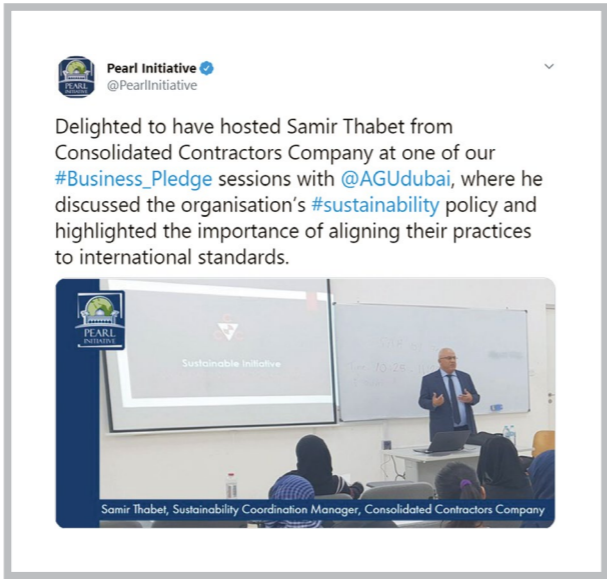 Pearl Initiative
@PearlInitiative
Delighted to have hosted Samir Thabet from
Consolidated Contractors Company at one of our
#Business_Pledge sessions with @AGUdubai, where he
discussed the organisation's #sustainability policy and
highlighted the importance of aligning their practices
to international standards.
PEARL
INITIATIVE
Sustainable Initiative
Samir Thabet, Sustainability Coordination Manager, Consolidated Contractors Company